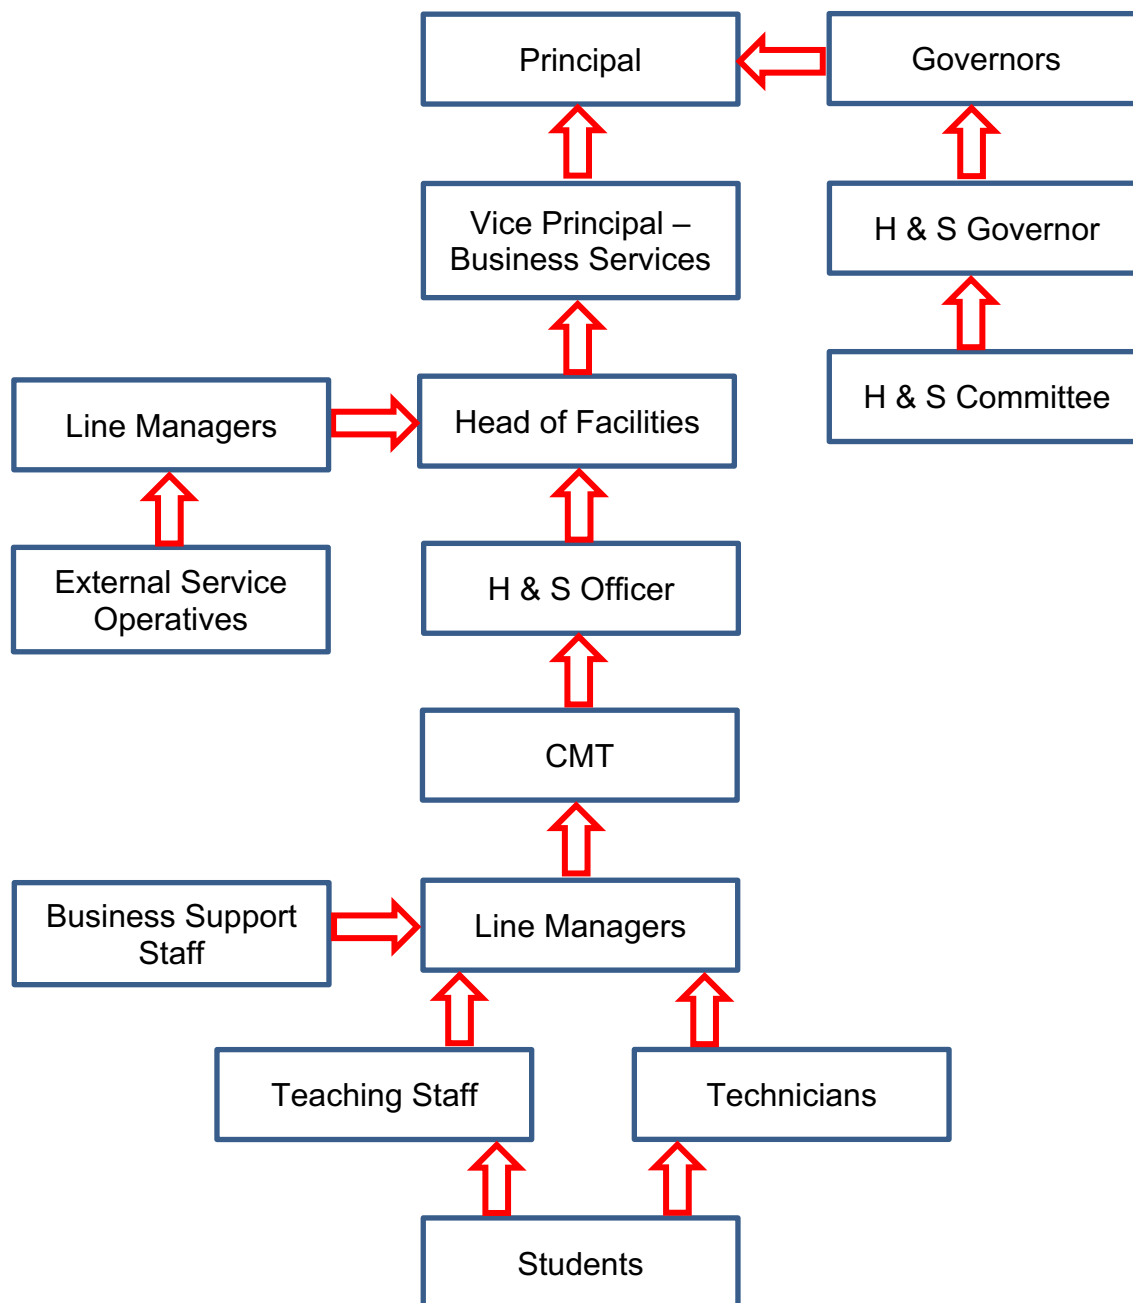 Principal
Governors
Vice Principal –
Business Services
H & S Governor
Line Managers
Head of Facilities
H & S Committee
External Service
Operatives
H & S Officer
CMT
Business Support
Staff
Line Managers
Teaching Staff
Technicians
Students